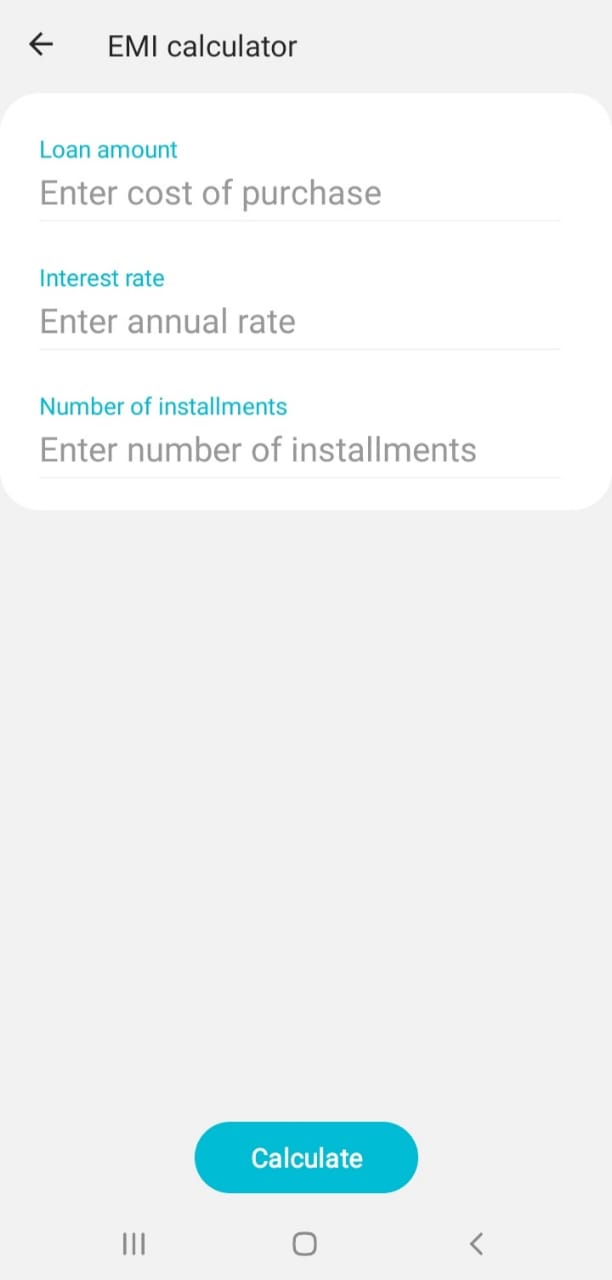 EMI calculator
Loan amount
Enter cost of purchase
Interest rate
Enter annual rate
Number of installments
Enter number of installments
Calculate